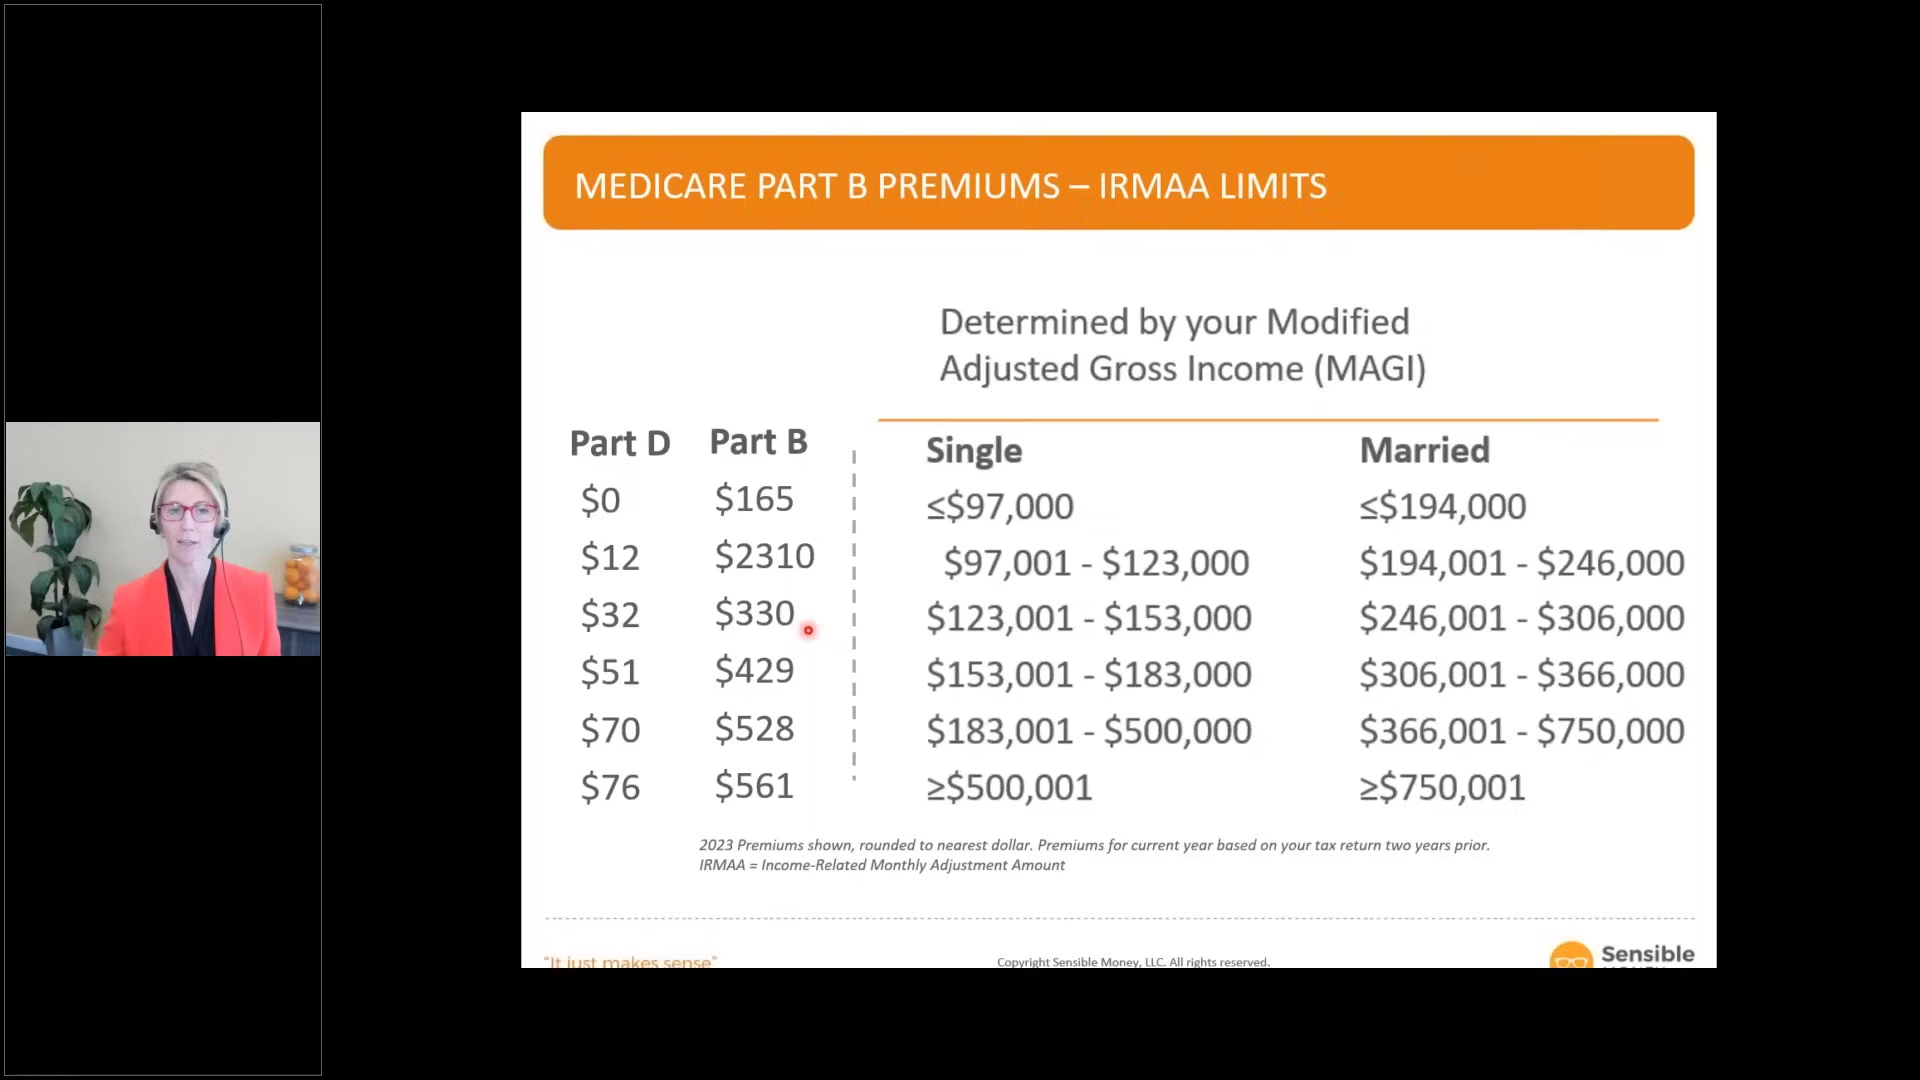 MEDICARE PART B PREMIUMS – IRMAA LIMITS
Determined by your Modified
Adjusted Gross Income (MAGI)
Part D Part B Single Married
$0 $165 ≤$97,000 ≤$194,000
$12 $2310 $97,001 - $123,000 $194,001 - $246,000
$32 $330 $123,001 - $153,000 $246,001 - $306,000
$51 $429 $153,001 - $183,000 $306,001 - $366,000
$70 $528 $183,001 - $500,000 $366,001 - $750,000
$76 $561 ≥$500,001 ≥$750,001
2023 Premiums shown, rounded to nearest dollar. Premiums for current year based on your tax return two years prior.
IRMAA = Income-Related Monthly Adjustment Amount
"It just makes sense"
Copyright Sensible Money, LLC. All rights reserved.
Sensible